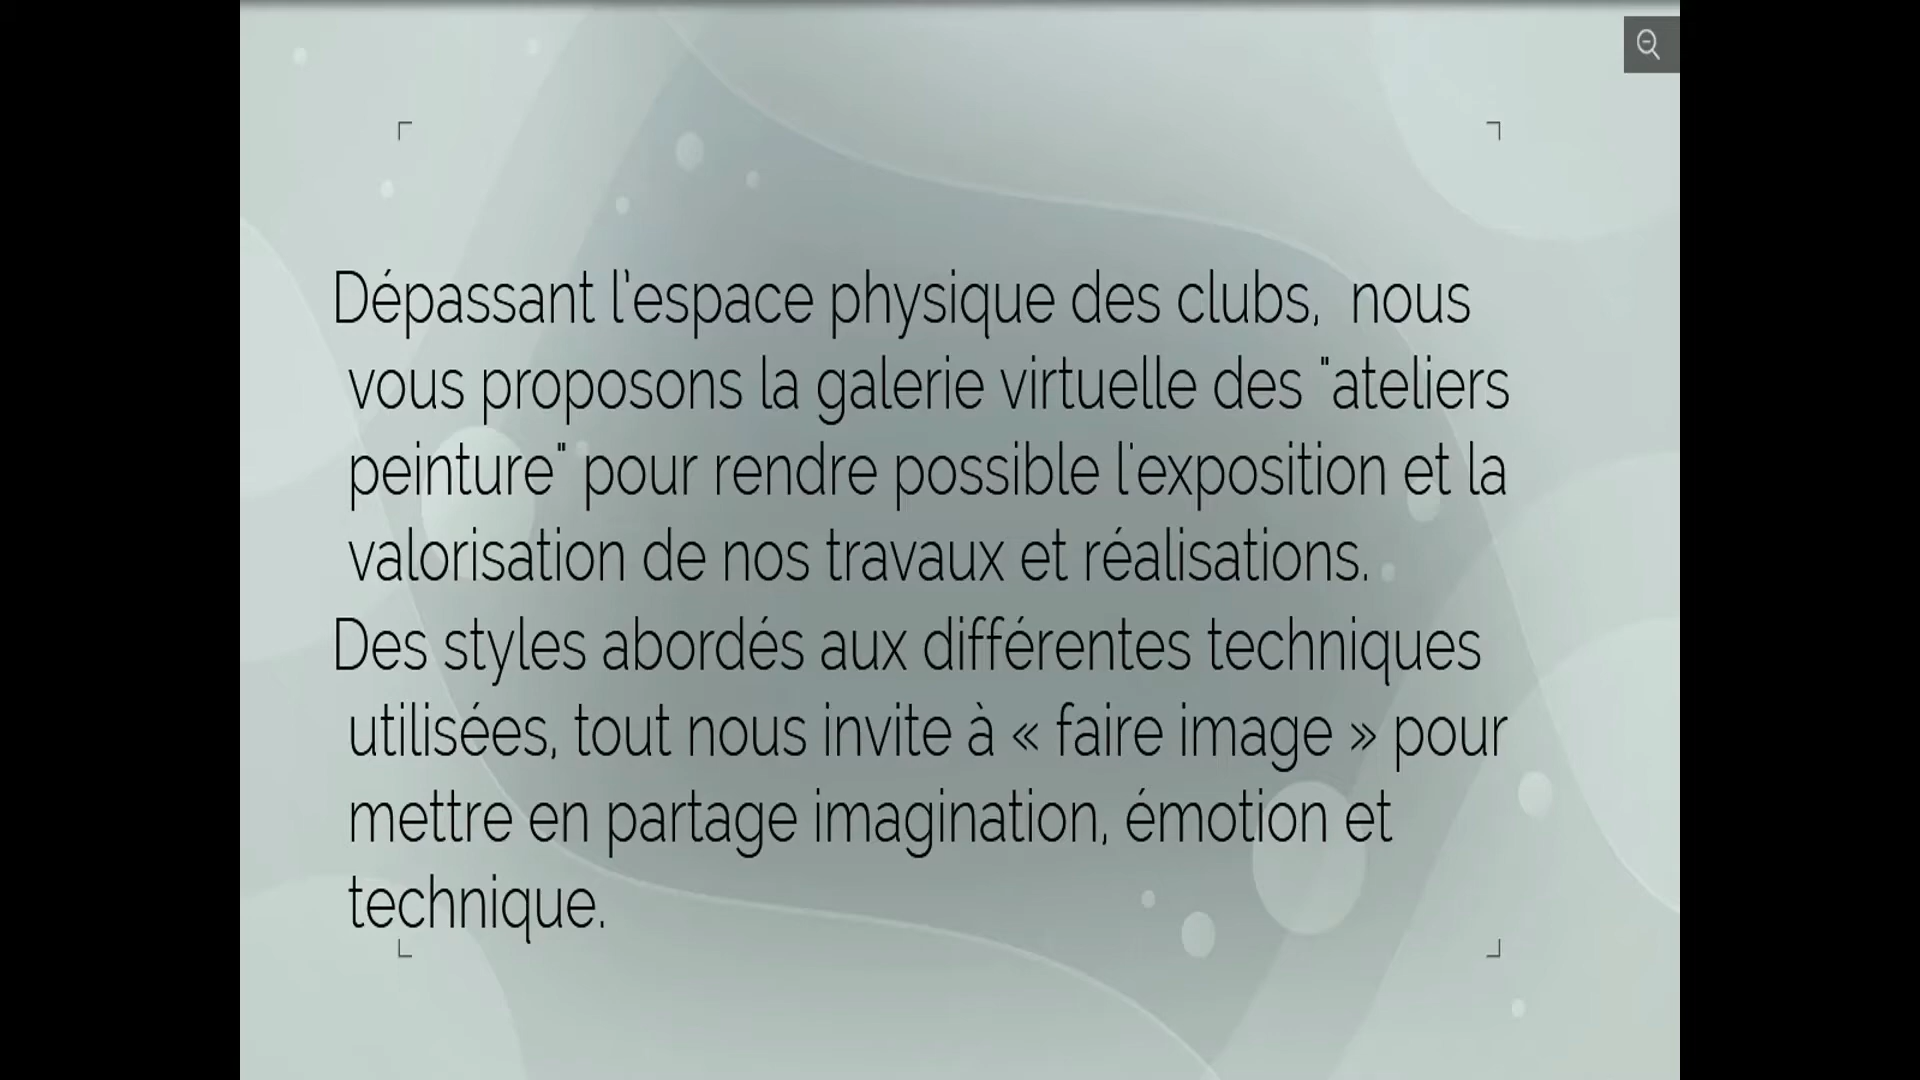 Dépassant l'espace physique des clubs,  nous
vous proposons la galerie virtuelle des "ateliers
peinture" pour rendre possible l'exposition et la
valorisation de nos travaux et réalisations.
Des styles abordés aux différentes techniques
utilisées, tout nous invite à « faire image » pour
mettre en partage imagination, émotion et
technique.